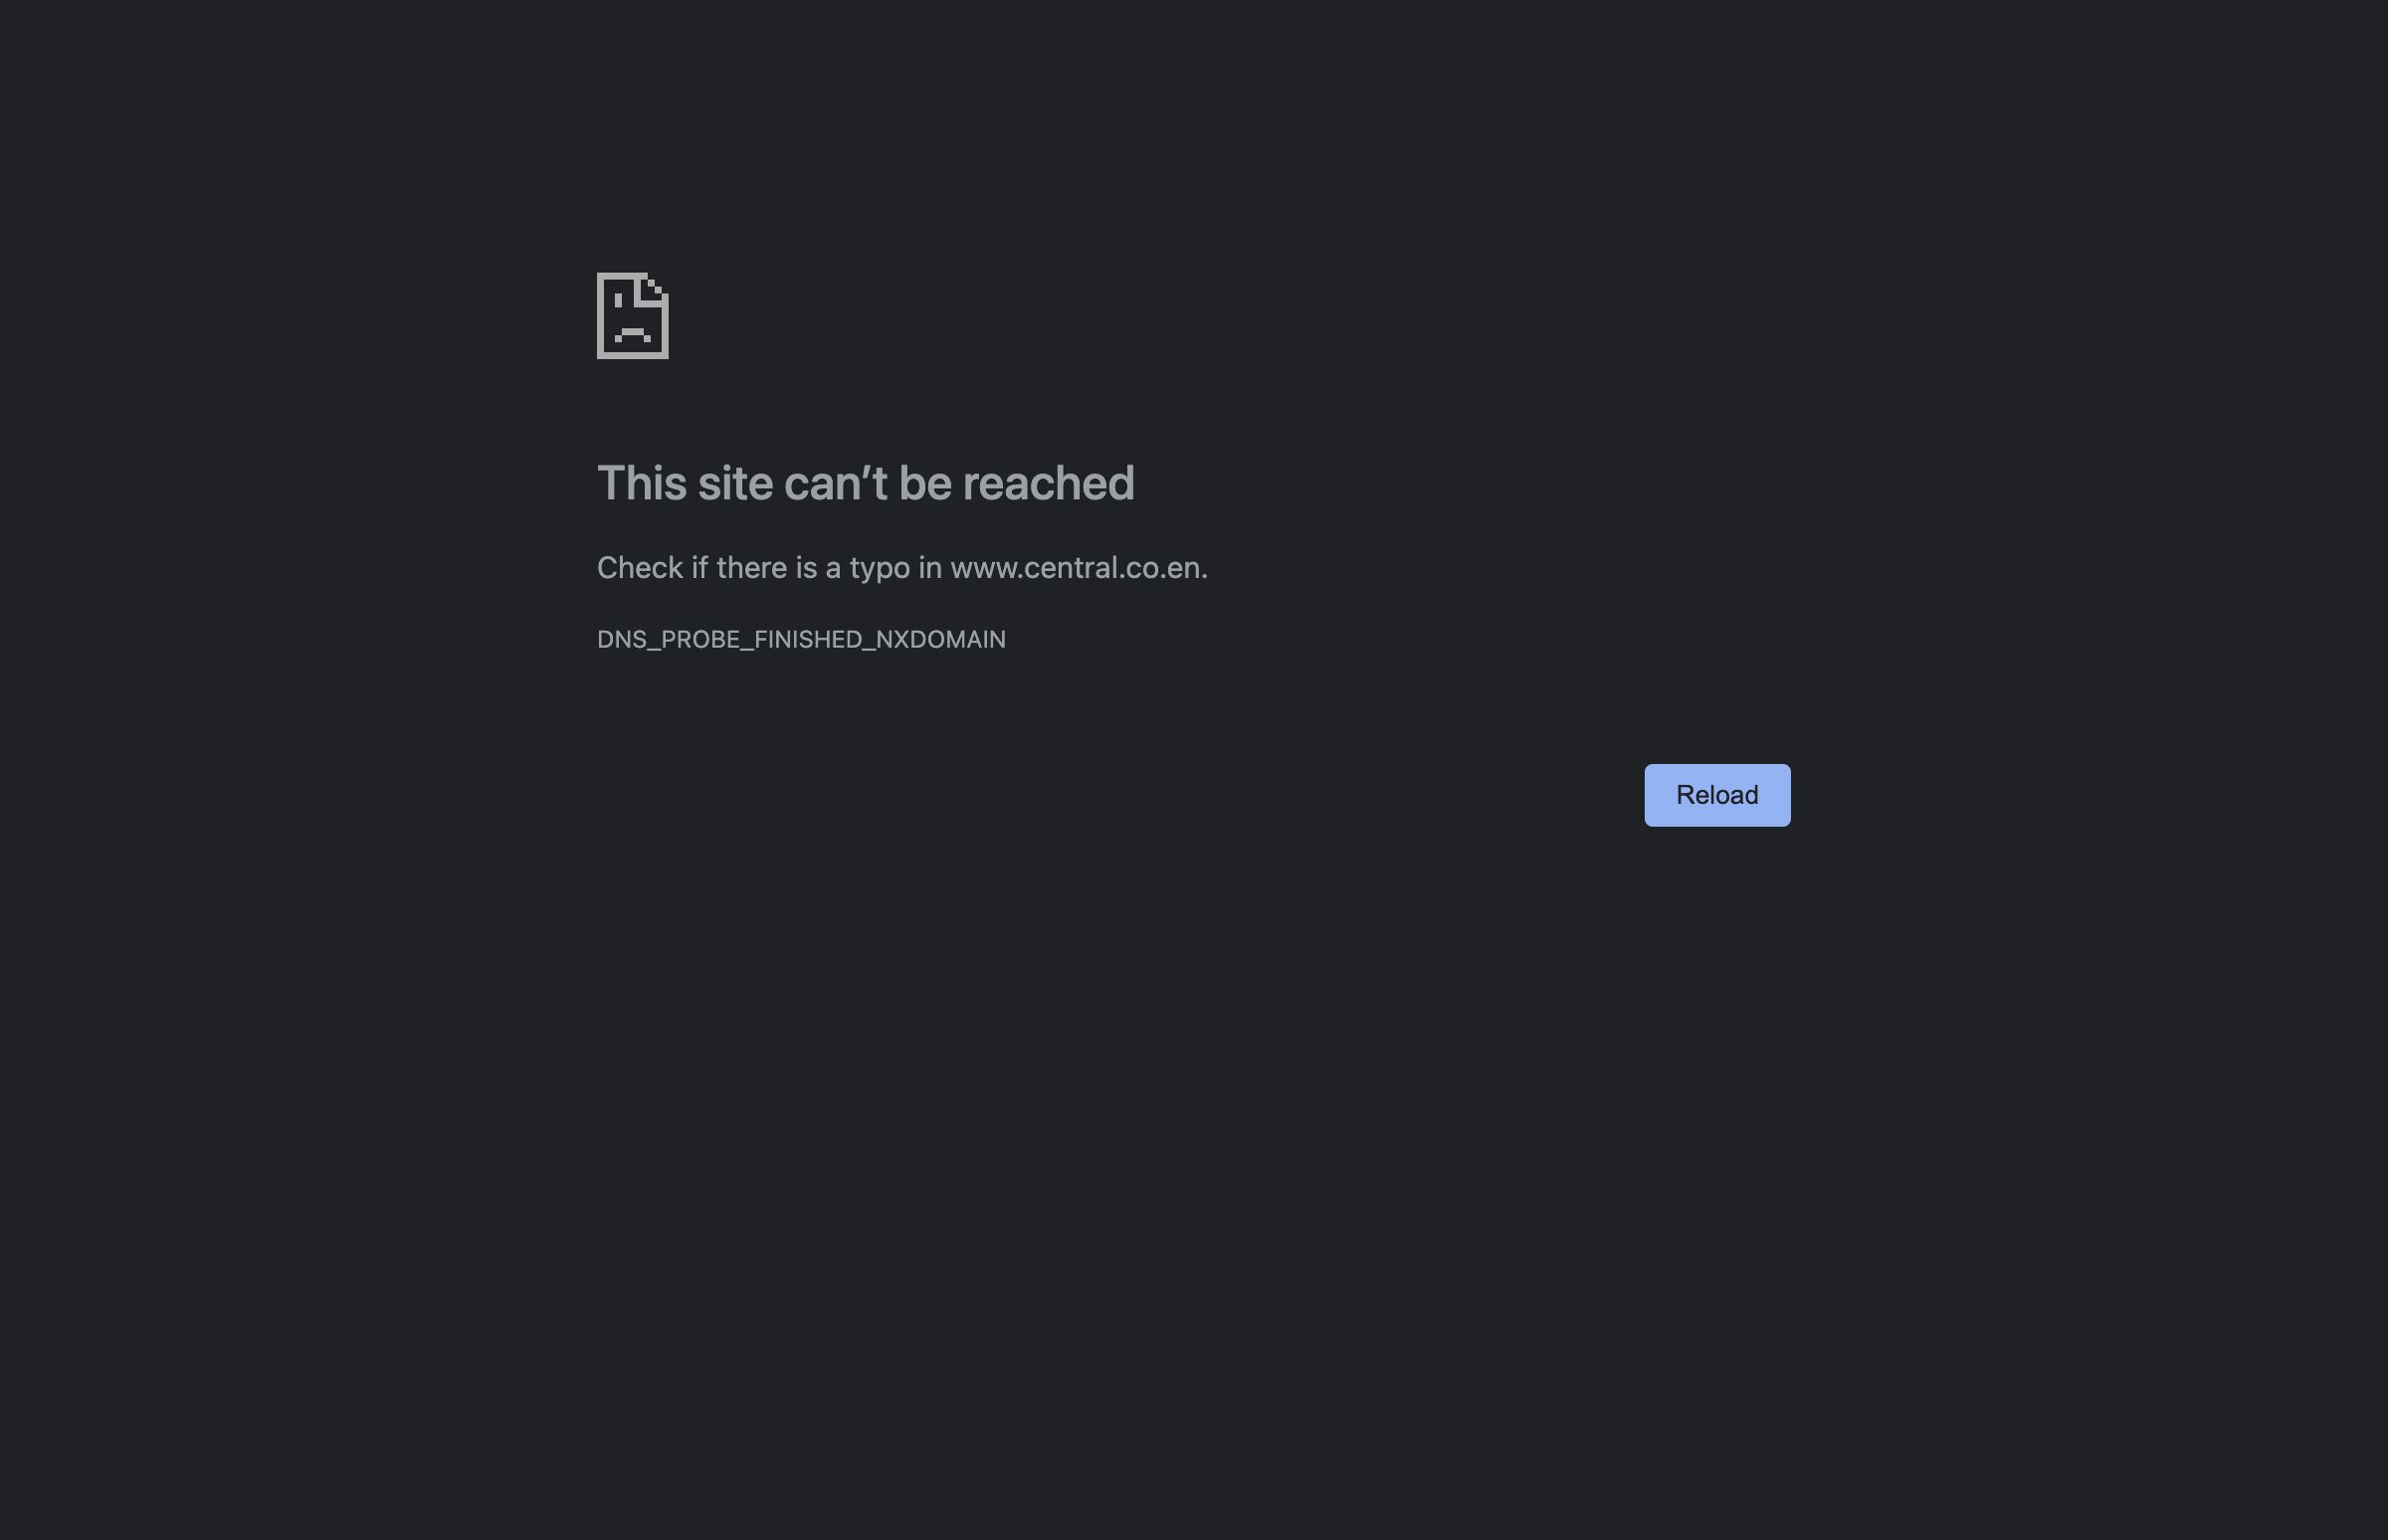 This site can't be reached
Check if there is a typo in www.central.co.en.
DNS_PROBE_FINISHED_NXDOMAIN
Reload